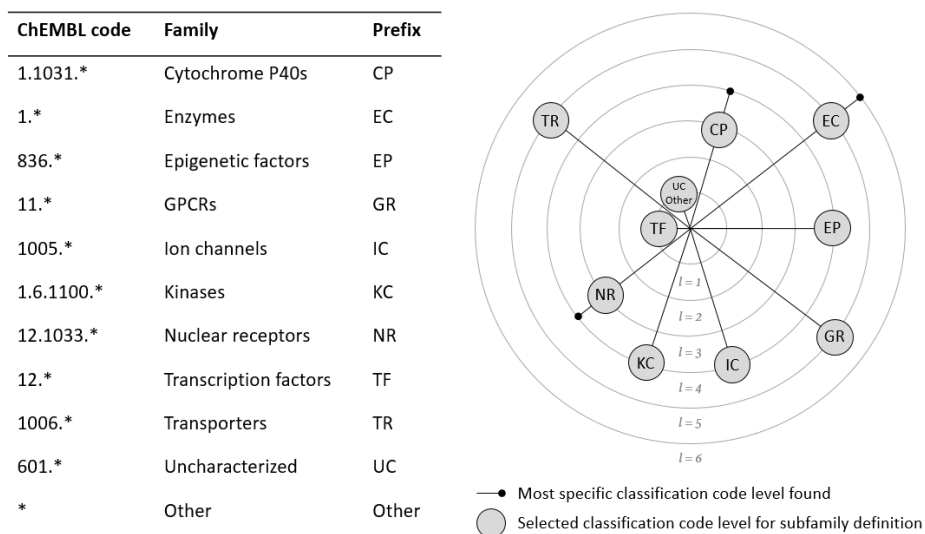 ChEMBL code Family Prefix
1.1031.* Cytochrome P40s CP
1.* Enzymes EC
836.* Epigenetic factors EP
11.* GPCRs GR
1005.* Ion channels IC
1.6.1100.* Kinases KC
12.1033.* Nuclear receptors NR
12.* Transcription factors TF
1006.* Transporters TR
601.* Uncharacterized UC
* Other Other
TR
CP
EC
UC
Other
TF
EP
NR
GR
KC
IC
l = 1
l = 2
l = 3
l = 4
l = 5
l = 6
Most specific classification code level found
Selected classification code level for subfamily definition